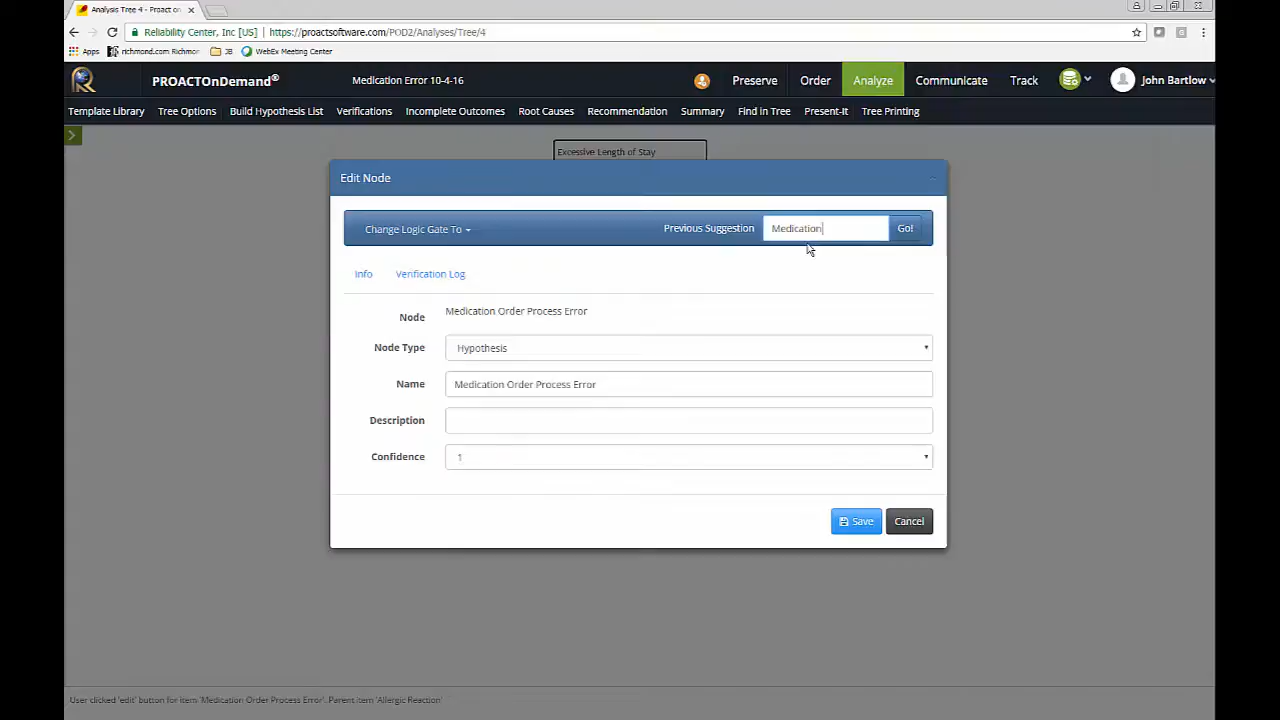 Analysis Tree 4 - Proact on
Reliability Center, Inc [US] https://proactsoftware.com/POD2/Analyses/Tree/4
Apps richmond.com Richmon JB WebEx Meeting Center
PROACTOnDemand® Medication Error 10-4-16 Preserve Order Analyze Communicate Track John Bartlow
Template Library Tree Options Build Hypothesis List Verifications Incomplete Outcomes Root Causes Recommendation Summary Find in Tree Present-It Tree Printing
Excessive Length of Stay
Edit Node
Change Logic Gate To Previous Suggestion Medication Go!
Info Verification Log
Node Medication Order Process Error
Node Type Hypothesis
Name Medication Order Process Error
Description
Confidence 1
Save Cancel
User clicked 'edit' button for item 'Medication Order Process Error'. Parent item 'Allergic Reaction'